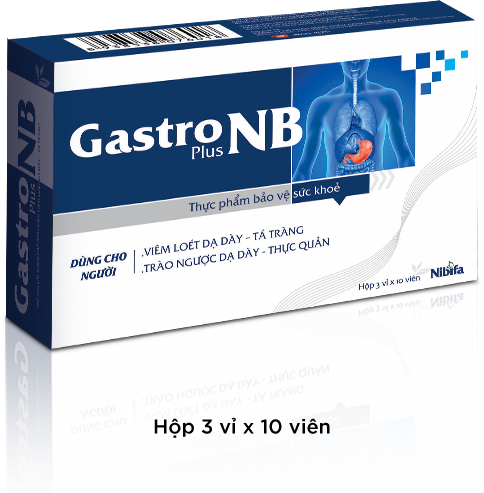 Gastro NB
Plus
Thực phẩm bảo vệ sức khoẻ
DÙNG CHO
NGƯỜI
.VIÊM LOÉT DẠ DÀY - TÁ TRÀNG
.TRÀO NGƯỢC DẠ DÀY - THỰC QUẢN
Nibifa
Hộp 3 vỉ x 10 viên
Gastro NB
Plus
Hộp 3 vỉ x 10 viên